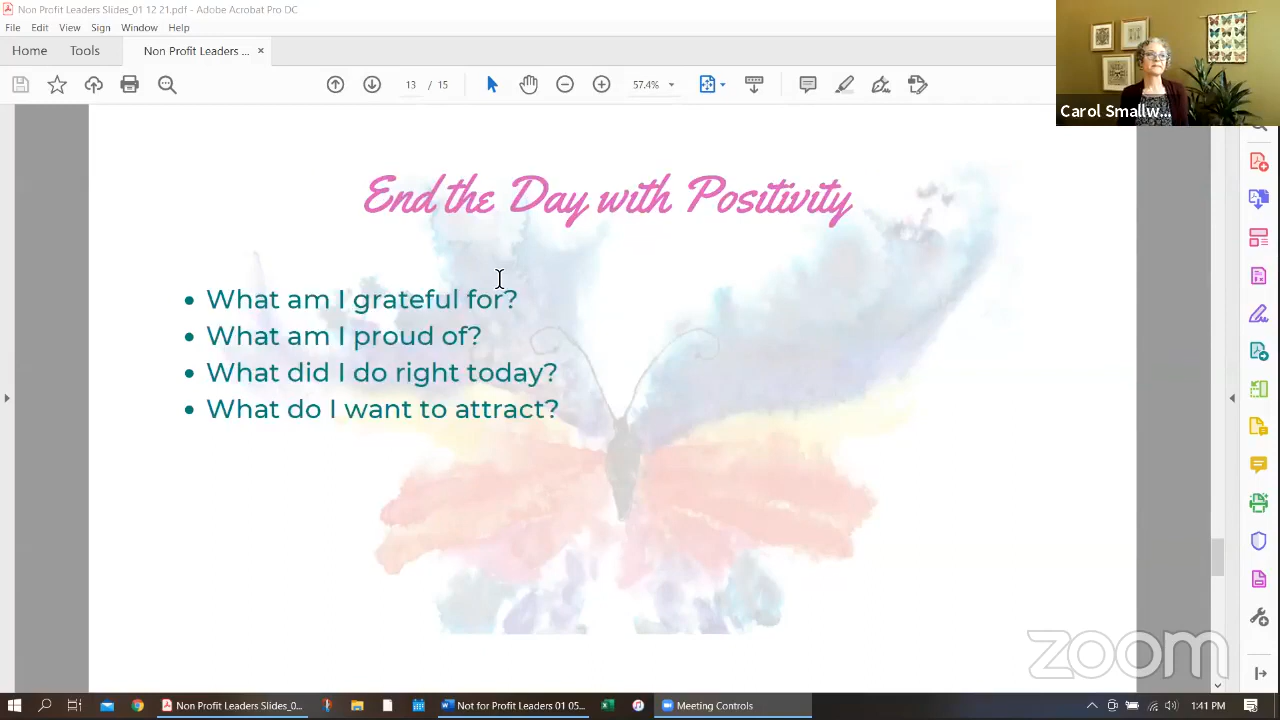 Non Profit Leaders Slides_01 12 21.pdf - Adobe Acrobat Pro DC
File Edit View Sign Window Help
Home Tools Non Profit Leaders ... ×
13 / 15 57.4%
Carol Smallw...
End the Day with Positivity
• What am I grateful for?
• What am I proud of?
• What did I do right today?
• What do I want to attract?
zoom
Non Profit Leaders Slides_0... Not for Profit Leaders 01 05... Meeting Controls 1:41 PM